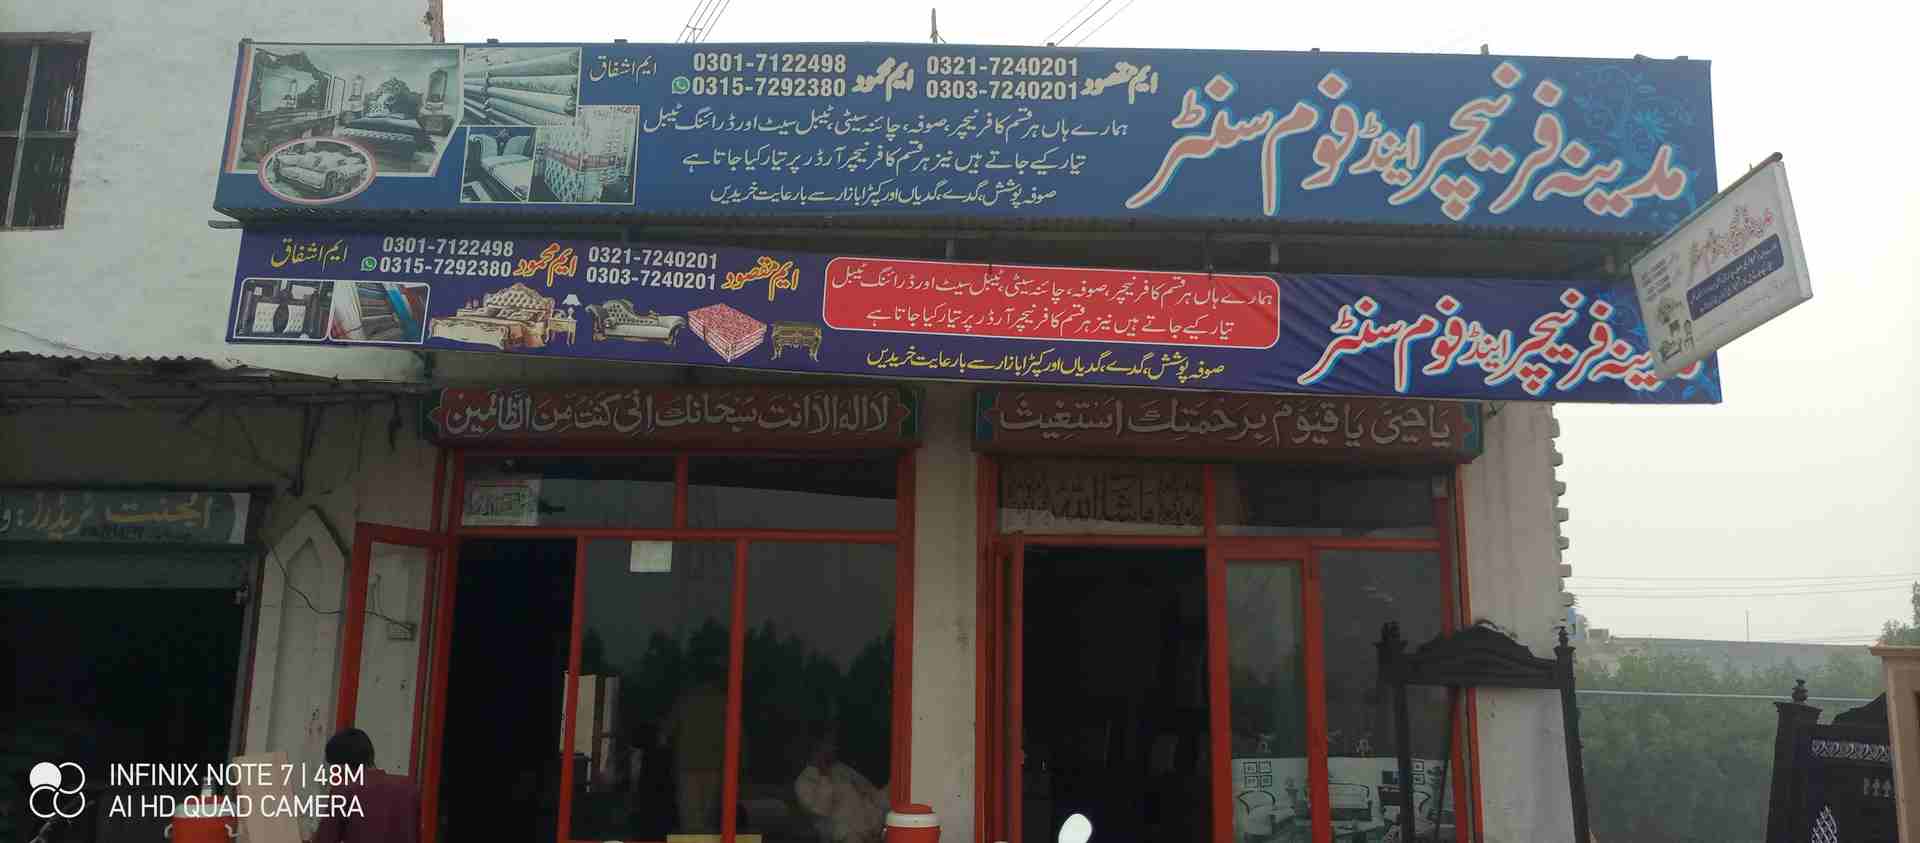 مدینہ فرنیچر اینڈ فوم سنٹر
ایم مقصود 0321-7240201
0303-7240201
ایم محمود 0301-7122498
0315-7292380
ایم اشفاق
ہمارے ہاں ہر قسم کا فرنیچر، صوفہ، چائنہ سیٹی، ٹیبل سیٹ اور ڈرائنگ ٹیبل
تیار کیے جاتے ہیں نیز ہر قسم کا فرنیچر آرڈر پر تیار کیا جاتا ہے
صوفہ پوشش، گدے، گدیاں اور کپڑا بازار سے بارعایت خریدیں
ینہ فرنیچر اینڈ فوم سنٹر
ہمارے ہاں ہر قسم کا فرنیچر، صوفہ، چائنہ سیٹی، ٹیبل سیٹ اور ڈرائنگ ٹیبل
تیار کیے جاتے ہیں نیز ہر قسم کا فرنیچر آرڈر پر تیار کیا جاتا ہے
صوفہ پوشش، گدے، گدیاں اور کپڑا بازار سے بارعایت خریدیں
ایم مقصود 0321-7240201
0303-7240201
ایم محمود 0301-7122498
0315-7292380
ایم اشفاق
یا حیی یا قیوم برحمتک استغیث
لا الہ الا انت سبحانک انی کنت من الظالمین
ماشاءاللہ
الجنت ٹریڈرز
INFINIX NOTE 7 | 48M
AI HD QUAD CAMERA